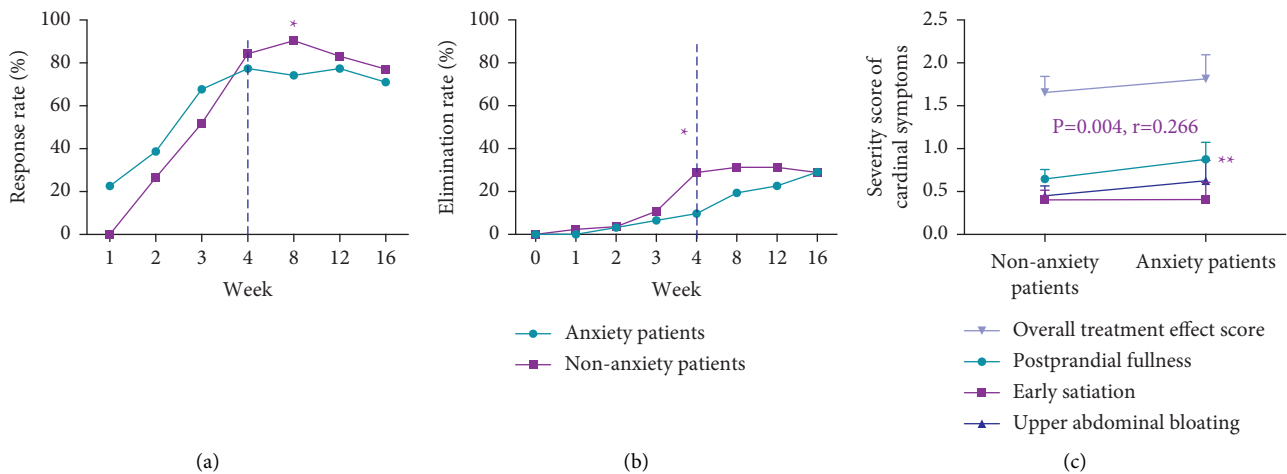 100
80
60
40
20
0
Response rate (%)
*
1
2
3
4
8
12
16
Week
(a)
100
80
60
40
20
0
Elimination rate (%)
*
0
1
2
3
4
8
12
16
Week
Anxiety patients
Non-anxiety patients
(b)
2.5
2.0
1.5
1.0
0.5
0.0
Severity score of
cardinal symptoms
P=0.004, r=0.266
**
Non-anxiety
patients
Anxiety patients
Overall treatment effect score
Postprandial fullness
Early satiation
Upper abdominal bloating
(c)